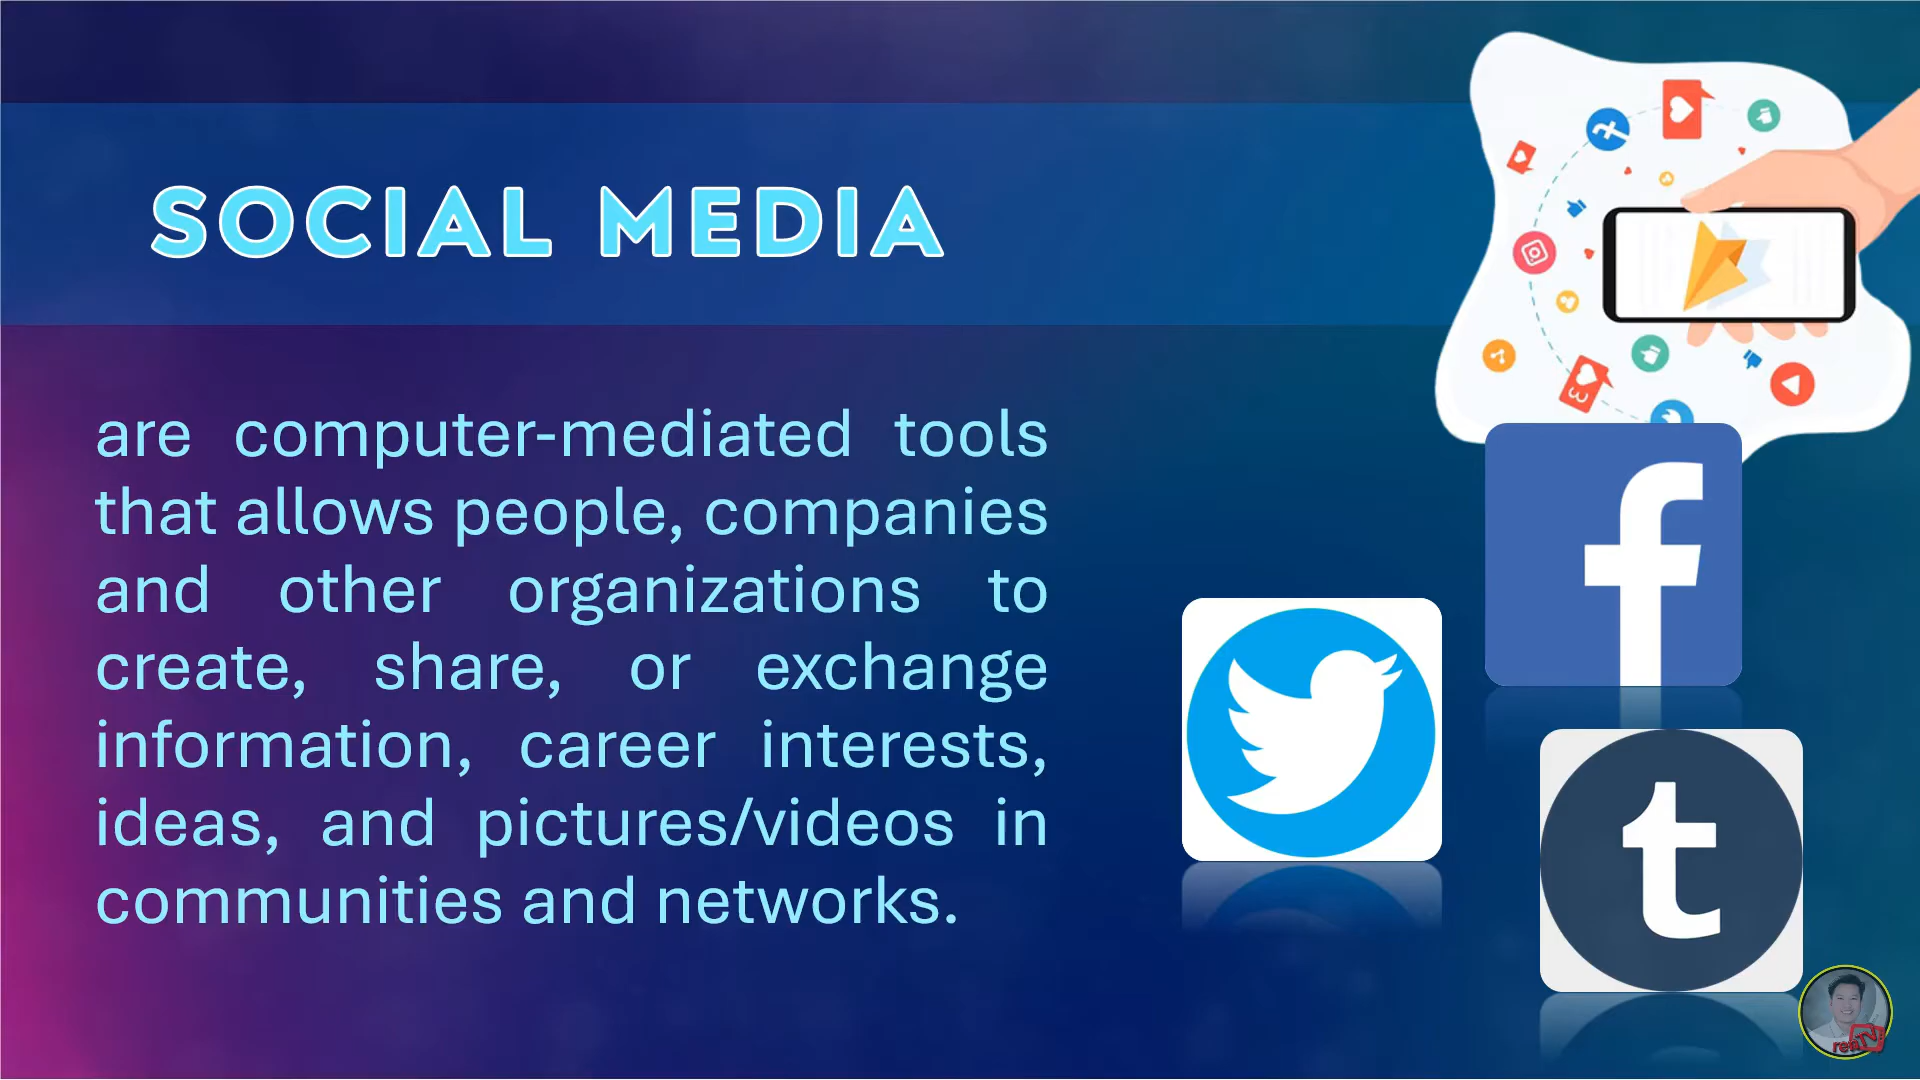 SOCIAL MEDIA
are computer-mediated tools
that allows people, companies
and other organizations to
create, share, or exchange
information, career interests,
ideas, and pictures/videos in
communities and networks.